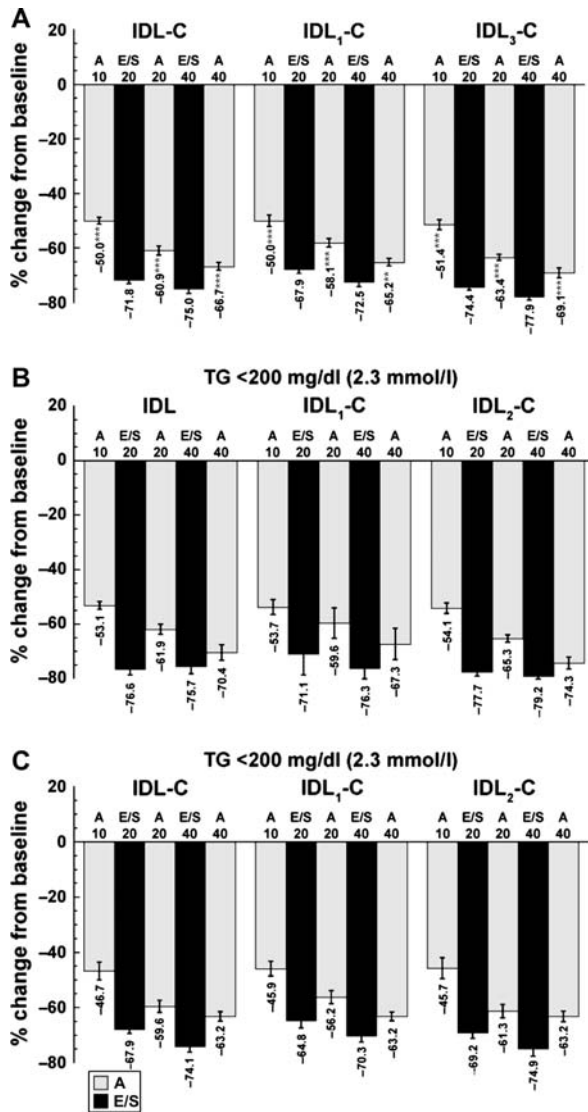 A
IDL-C IDL₁-C IDL₃-C
A E/S A E/S A A E/S A E/S A A E/S A E/S A
10 20 20 40 40 10 20 20 40 40 10 20 20 40 40
% change from baseline
20
0
−20
−40
−60
−80
−50.0*** −71.8 −60.9*** −75.0 −66.7*** −50.0*** −67.9 −58.1*** −72.5 −65.2** −51.4*** −74.4 −63.4*** −77.9 −69.1***
B
TG <200 mg/dl (2.3 mmol/l)
IDL IDL₁-C IDL₂-C
A E/S A E/S A A E/S A E/S A A E/S A E/S A
10 20 20 40 40 10 20 20 40 40 10 20 20 40 40
% change from baseline
20
0
−20
−40
−60
−80
−53.1 −76.6 −61.9 −75.7 −70.4 −53.7 −71.1 −59.6 −76.3 −67.3 −54.1 −77.7 −65.3 −79.2 −74.3
C
TG <200 mg/dl (2.3 mmol/l)
IDL-C IDL₁-C IDL₂-C
A E/S A E/S A A E/S A E/S A A E/S A E/S A
10 20 20 40 40 10 20 20 40 40 10 20 20 40 40
% change from baseline
20
0
−20
−40
−60
−80
−46.7 −67.9 −59.6 −74.1 −63.2 −45.9 −64.8 −56.2 −70.3 −63.2 −45.7 −69.2 −61.3 −74.9 −63.2
A
E/S